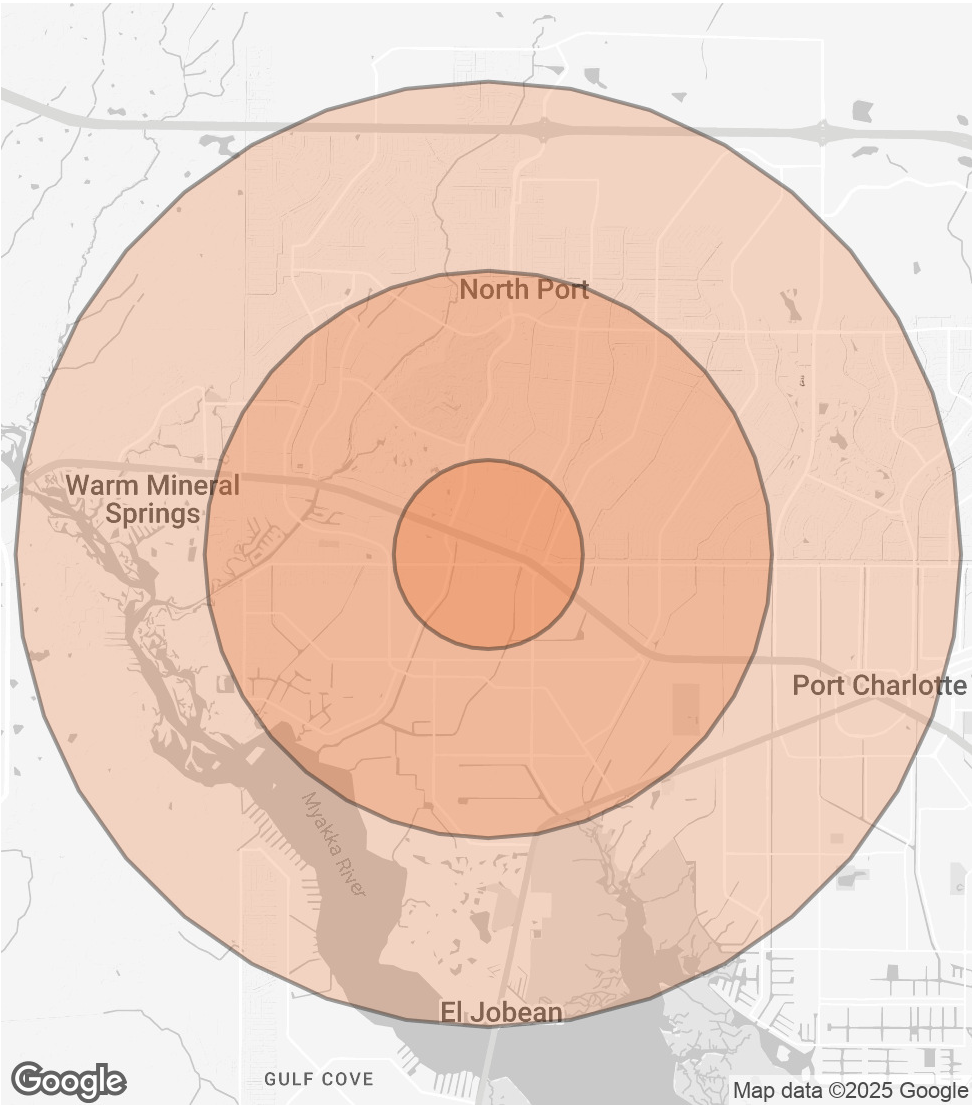 North Port
Warm Mineral
Springs
Port Charlotte
Myakka River
El Jobean
GULF COVE
Google
Map data ©2025 Google